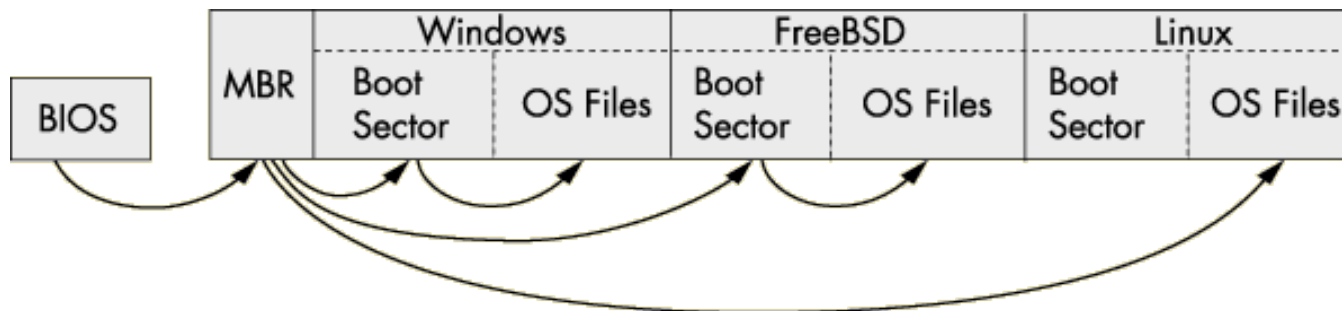 BIOS
MBR
Windows
Boot
Sector
OS Files
FreeBSD
Boot
Sector
OS Files
Linux
Boot
Sector
OS Files